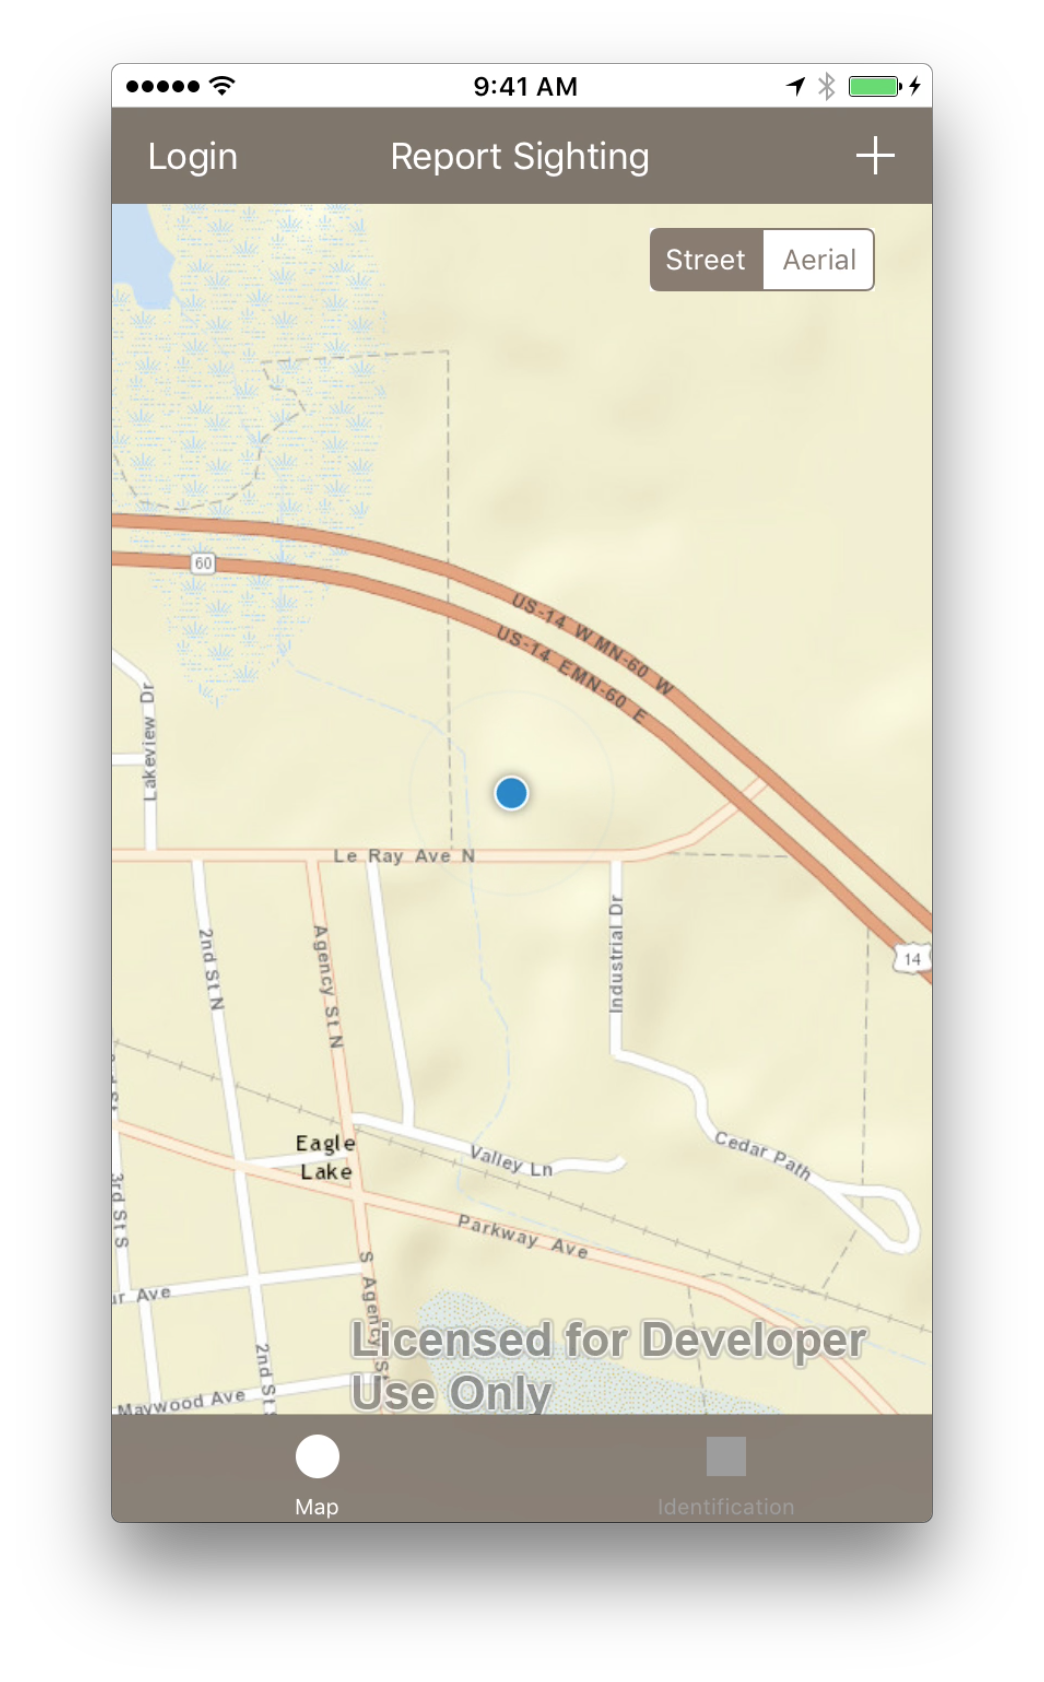 9:41 AM
Login
Report Sighting
Street
Aerial
60
US-14 W MN-60 W
US-14 EMN-60 E
Lakeview Dr
Le Ray Ave N
14
2nd St N
Agency St N
Industrial Dr
Eagle
Lake
Valley Ln
Cedar Path
3rd St S
Parkway Ave
ur Ave
S Agency St
2nd St
Maywood Ave
Licensed for Developer
Use Only
Map
Identification